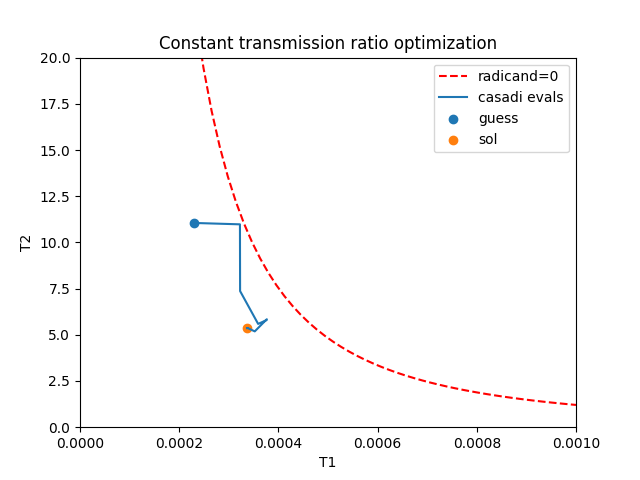 Constant transmission ratio optimization
radicand=0
casadi evals
guess
sol
T2
20.0
17.5
15.0
12.5
10.0
7.5
5.0
2.5
0.0
0.0000 0.0002 0.0004 0.0006 0.0008 0.0010
T1